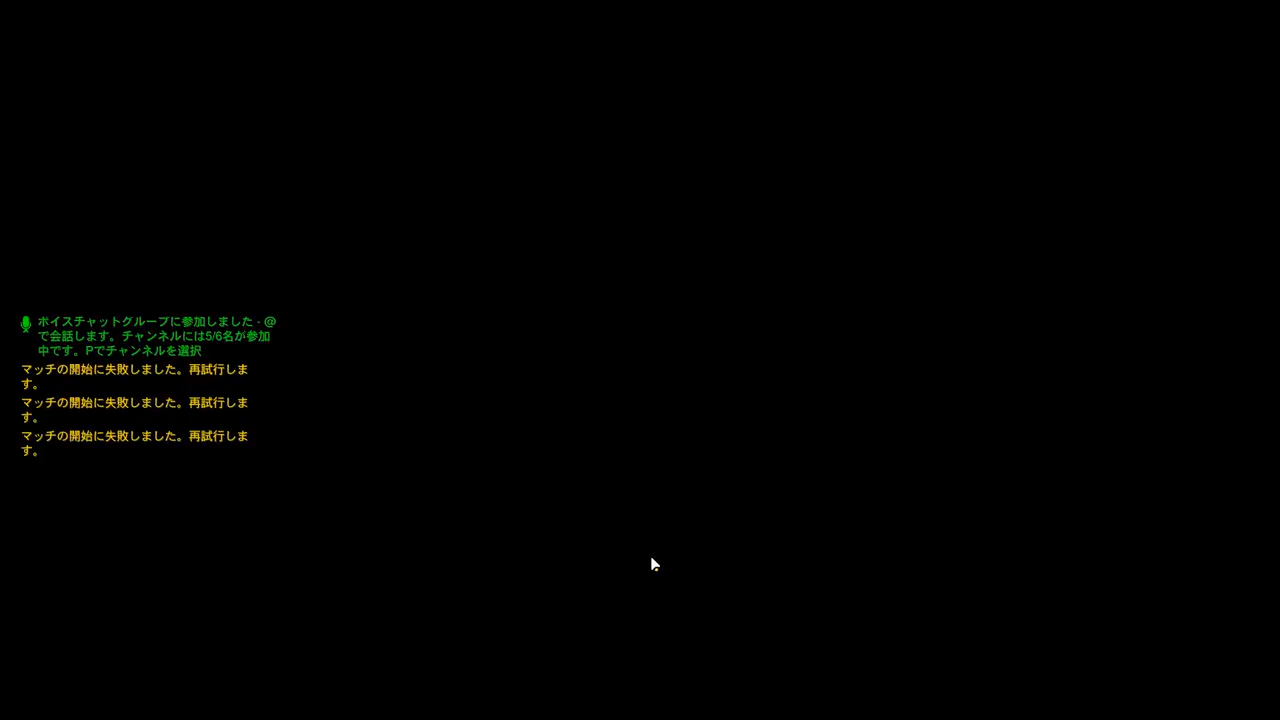 ボイスチャットグループに参加しました - @
で会話します。チャンネルには5/6名が参加
中です。Pでチャンネルを選択
マッチの開始に失敗しました。再試行しま
す。
マッチの開始に失敗しました。再試行しま
す。
マッチの開始に失敗しました。再試行しま
す。